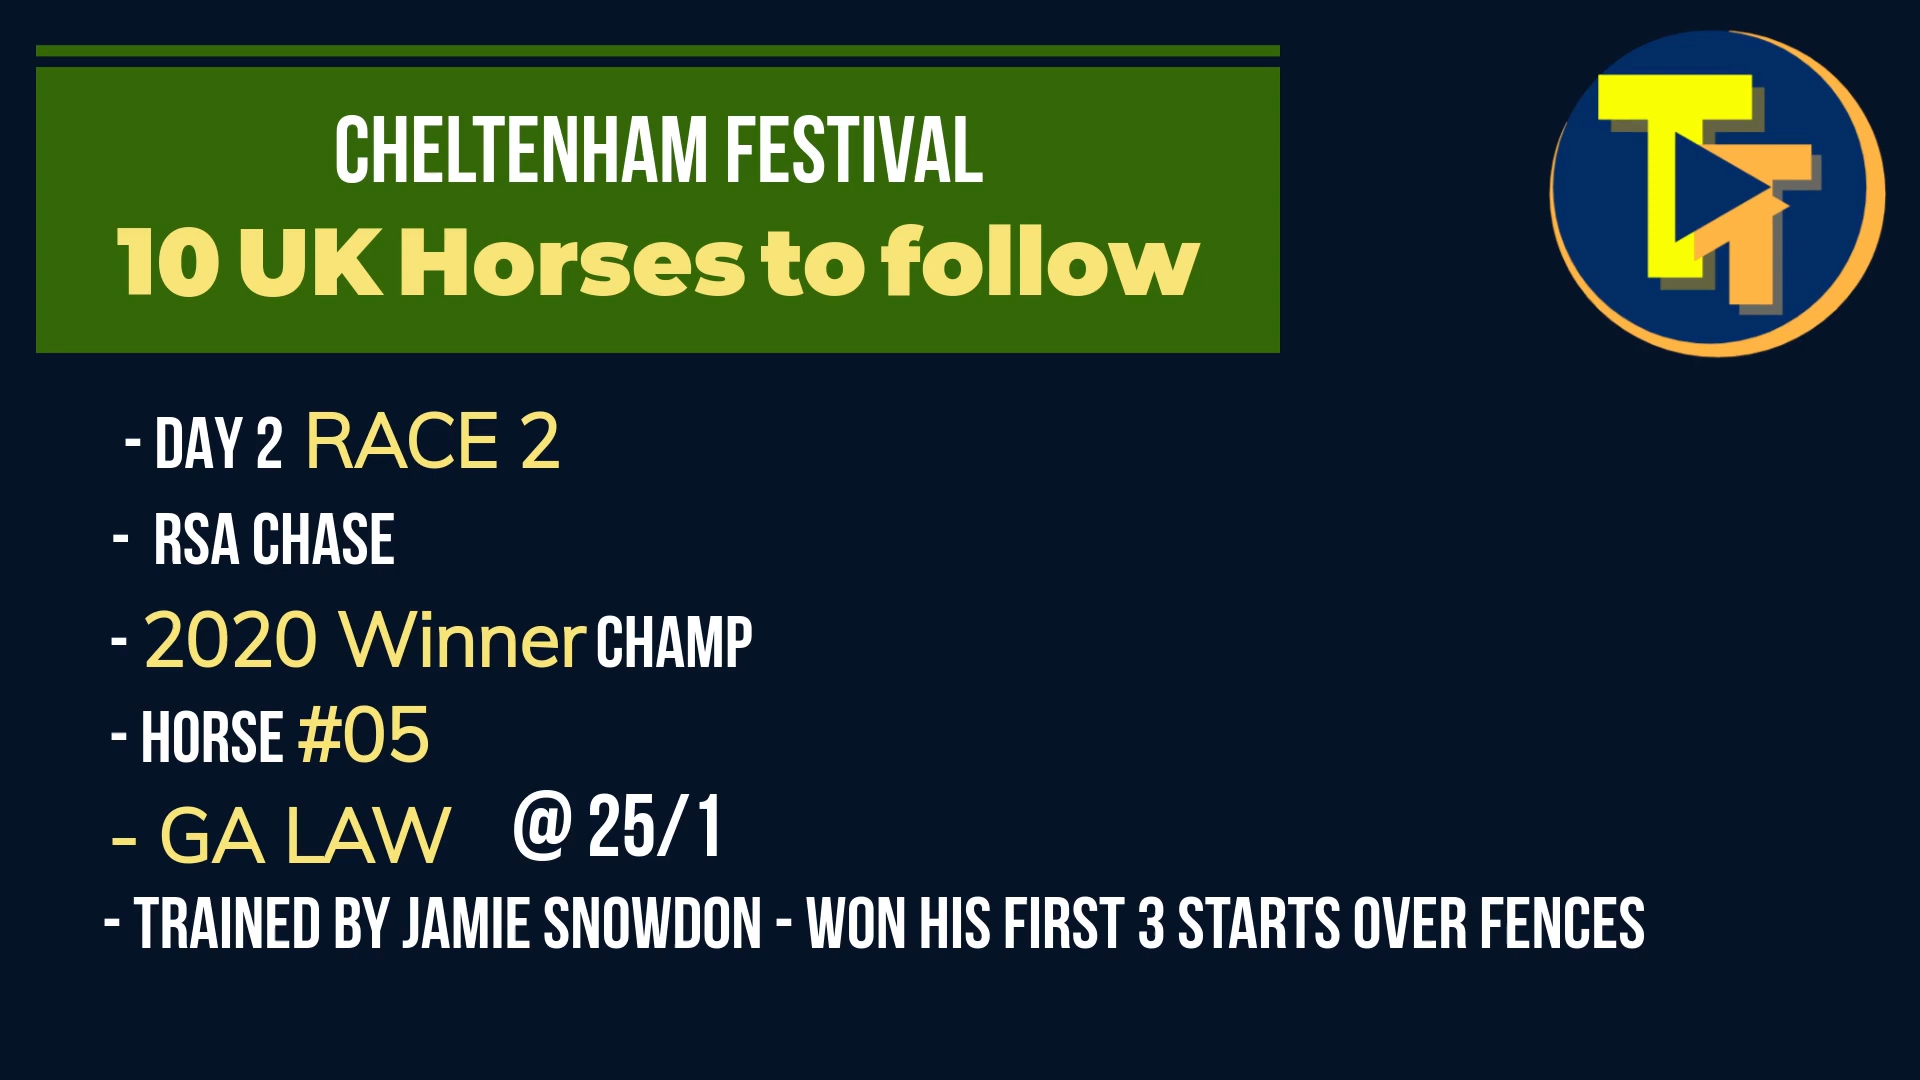 CHELTENHAM FESTIVAL
10 UK Horses to follow
- DAY 2 RACE 2
- RSA CHASE
- 2020 Winner CHAMP
- HORSE #05
- GA LAW @ 25/1
- TRAINED BY JAMIE SNOWDON - WON HIS FIRST 3 STARTS OVER FENCES